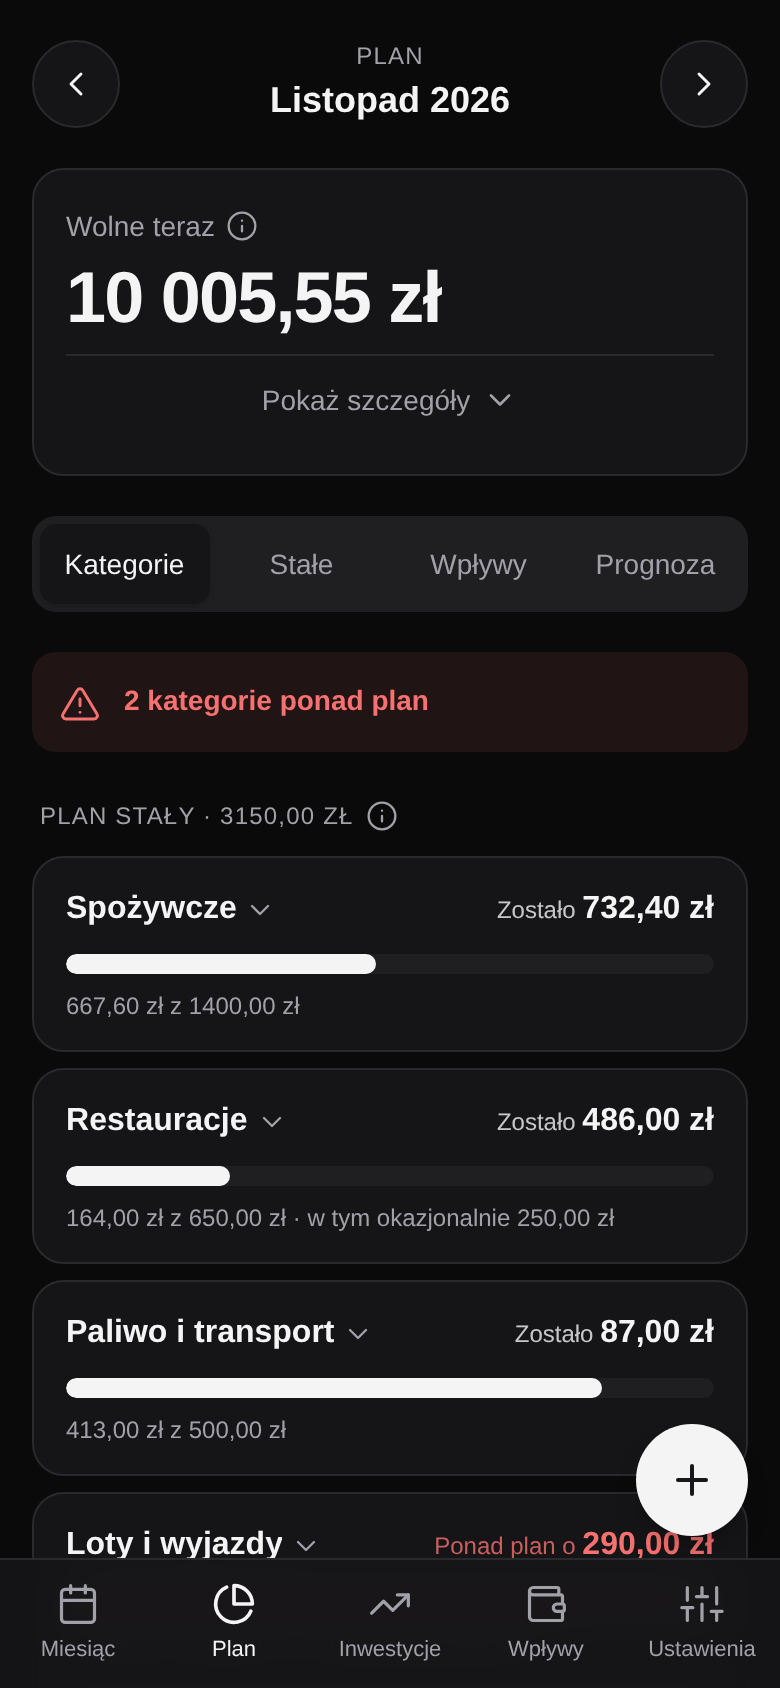 PLAN
Listopad 2026
Wolne teraz
10 005,55 zł
Pokaż szczegóły
Kategorie Stałe Wpływy Prognoza
2 kategorie ponad plan
PLAN STAŁY · 3150,00 ZŁ
Spożywcze Zostało 732,40 zł
667,60 zł z 1400,00 zł
Restauracje Zostało 486,00 zł
164,00 zł z 650,00 zł · w tym okazjonalnie 250,00 zł
Paliwo i transport Zostało 87,00 zł
413,00 zł z 500,00 zł
Loty i wyjazdy Ponad plan o 290,00 zł
Miesiąc Plan Inwestycje Wpływy Ustawienia